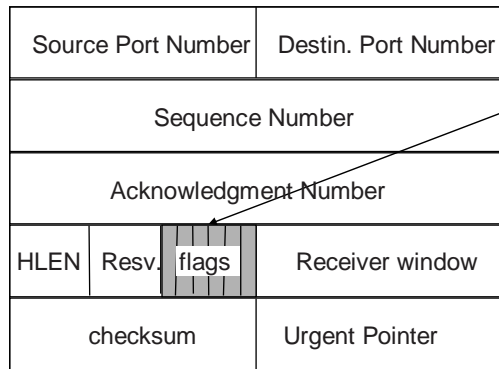 Source Port Number Destin. Port Number
Sequence Number
Acknowledgment Number
HLEN Resv. flags Receiver window
checksum Urgent Pointer